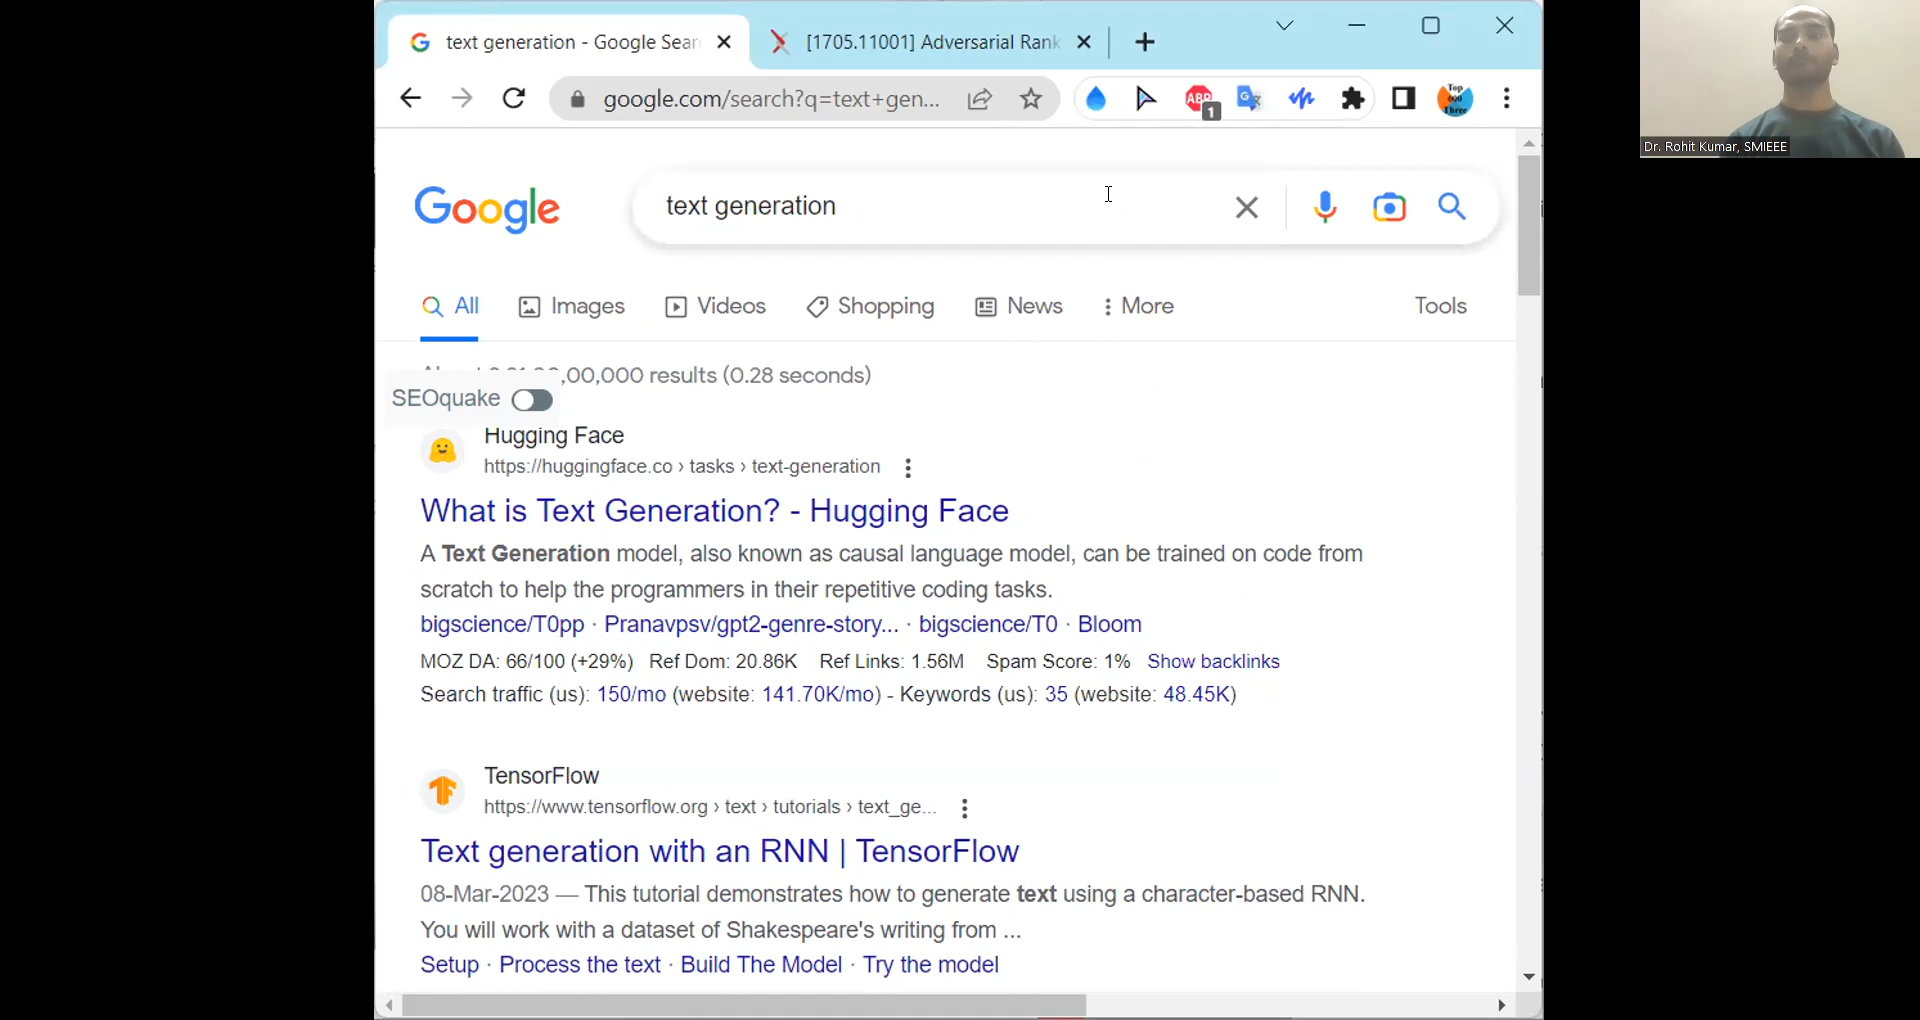 text generation - Google Sear
[1705.11001] Adversarial Rank
google.com/search?q=text+gen...
ABP
1
Top
Three
Dr. Rohit Kumar, SMIEEE
Google
text generation
All
Images
Videos
Shopping
News
More
Tools
,00,000 results (0.28 seconds)
SEOquake
Hugging Face
https://huggingface.co › tasks › text-generation
What is Text Generation? - Hugging Face
A Text Generation model, also known as causal language model, can be trained on code from
scratch to help the programmers in their repetitive coding tasks.
bigscience/T0pp · Pranavpsv/gpt2-genre-story... · bigscience/T0 · Bloom
MOZ DA: 66/100 (+29%) Ref Dom: 20.86K Ref Links: 1.56M Spam Score: 1% Show backlinks
Search traffic (us): 150/mo (website: 141.70K/mo) - Keywords (us): 35 (website: 48.45K)
TensorFlow
https://www.tensorflow.org › text › tutorials › text_ge...
Text generation with an RNN | TensorFlow
08-Mar-2023 — This tutorial demonstrates how to generate text using a character-based RNN.
You will work with a dataset of Shakespeare's writing from ...
Setup · Process the text · Build The Model · Try the model